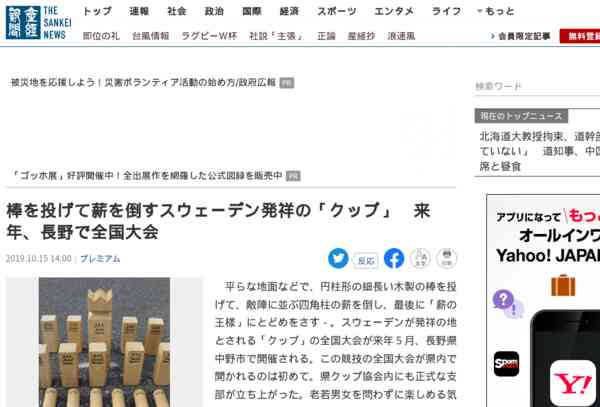 産經新聞
THE SANKEI NEWS
トップ 速報 社会 政治 国際 経済 スポーツ エンタメ ライフ もっと
即位の礼 台風情報 ラグビーW杯 社説「主張」 正論 産経抄 浪速風
会員限定記事
無料登録
被災地を応援しよう！災害ボランティア活動の始め方/政府広報 PR
検索ワード
現在のトップニュース
北海道大教授拘束、道幹部
ていない」 道知事、中国
席と昼食
「ゴッホ展」好評開催中！全出展作を網羅した公式図録を販売中 PR
棒を投げて薪を倒すスウェーデン発祥の「クッブ」 来
年、長野で全国大会
2019.10.15 14:00 プレミアム
反応
文字
印刷
平らな地面などで、円柱形の細長い木製の棒を投
げて、敵陣に並ぶ四角柱の薪を倒し、最後に「薪の
王様」にとどめをさす-。スウェーデンが発祥の地
とされる「クッブ」の全国大会が来年5月、長野県
中野市で開催される。この競技の全国大会が県内で
開かれるのは初めて。県クッブ協会内にも正式な支
部が立ち上がった。老若男女を問わずに楽しめる気
アプリになってもっ
オールインワ
Yahoo! JAPAN
Y!